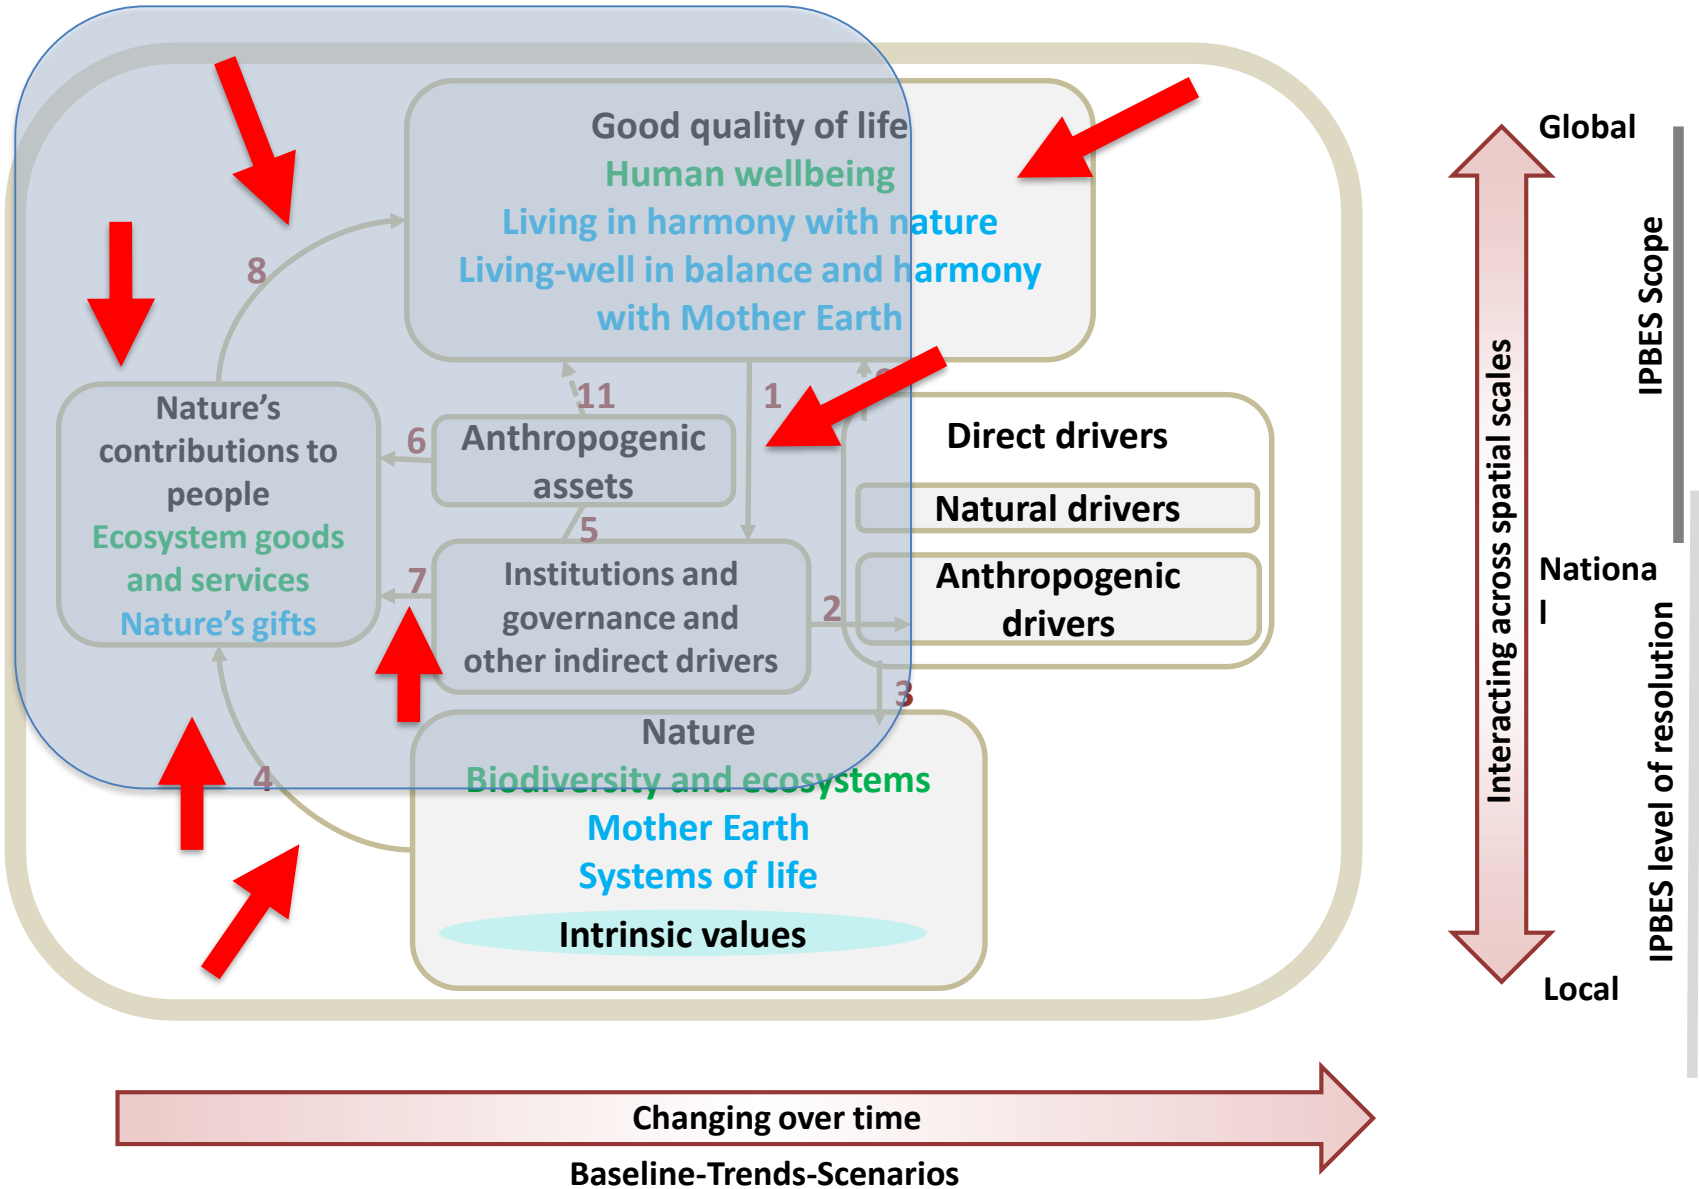 Good quality of life
Human wellbeing
Living in harmony with nature
Living-well in balance and harmony
with Mother Earth
8
11
1
Nature's
contributions to
people
Ecosystem goods
and services
Nature's gifts
6
Anthropogenic
assets
5
7
Institutions and
governance and
other indirect drivers
2
Direct drivers
Natural drivers
Anthropogenic
drivers
3
4
Nature
Biodiversity and ecosystems
Mother Earth
Systems of life
Intrinsic values
Global
Nationa
l
Local
Interacting across spatial scales
IPBES Scope
IPBES level of resolution
Changing over time
Baseline-Trends-Scenarios